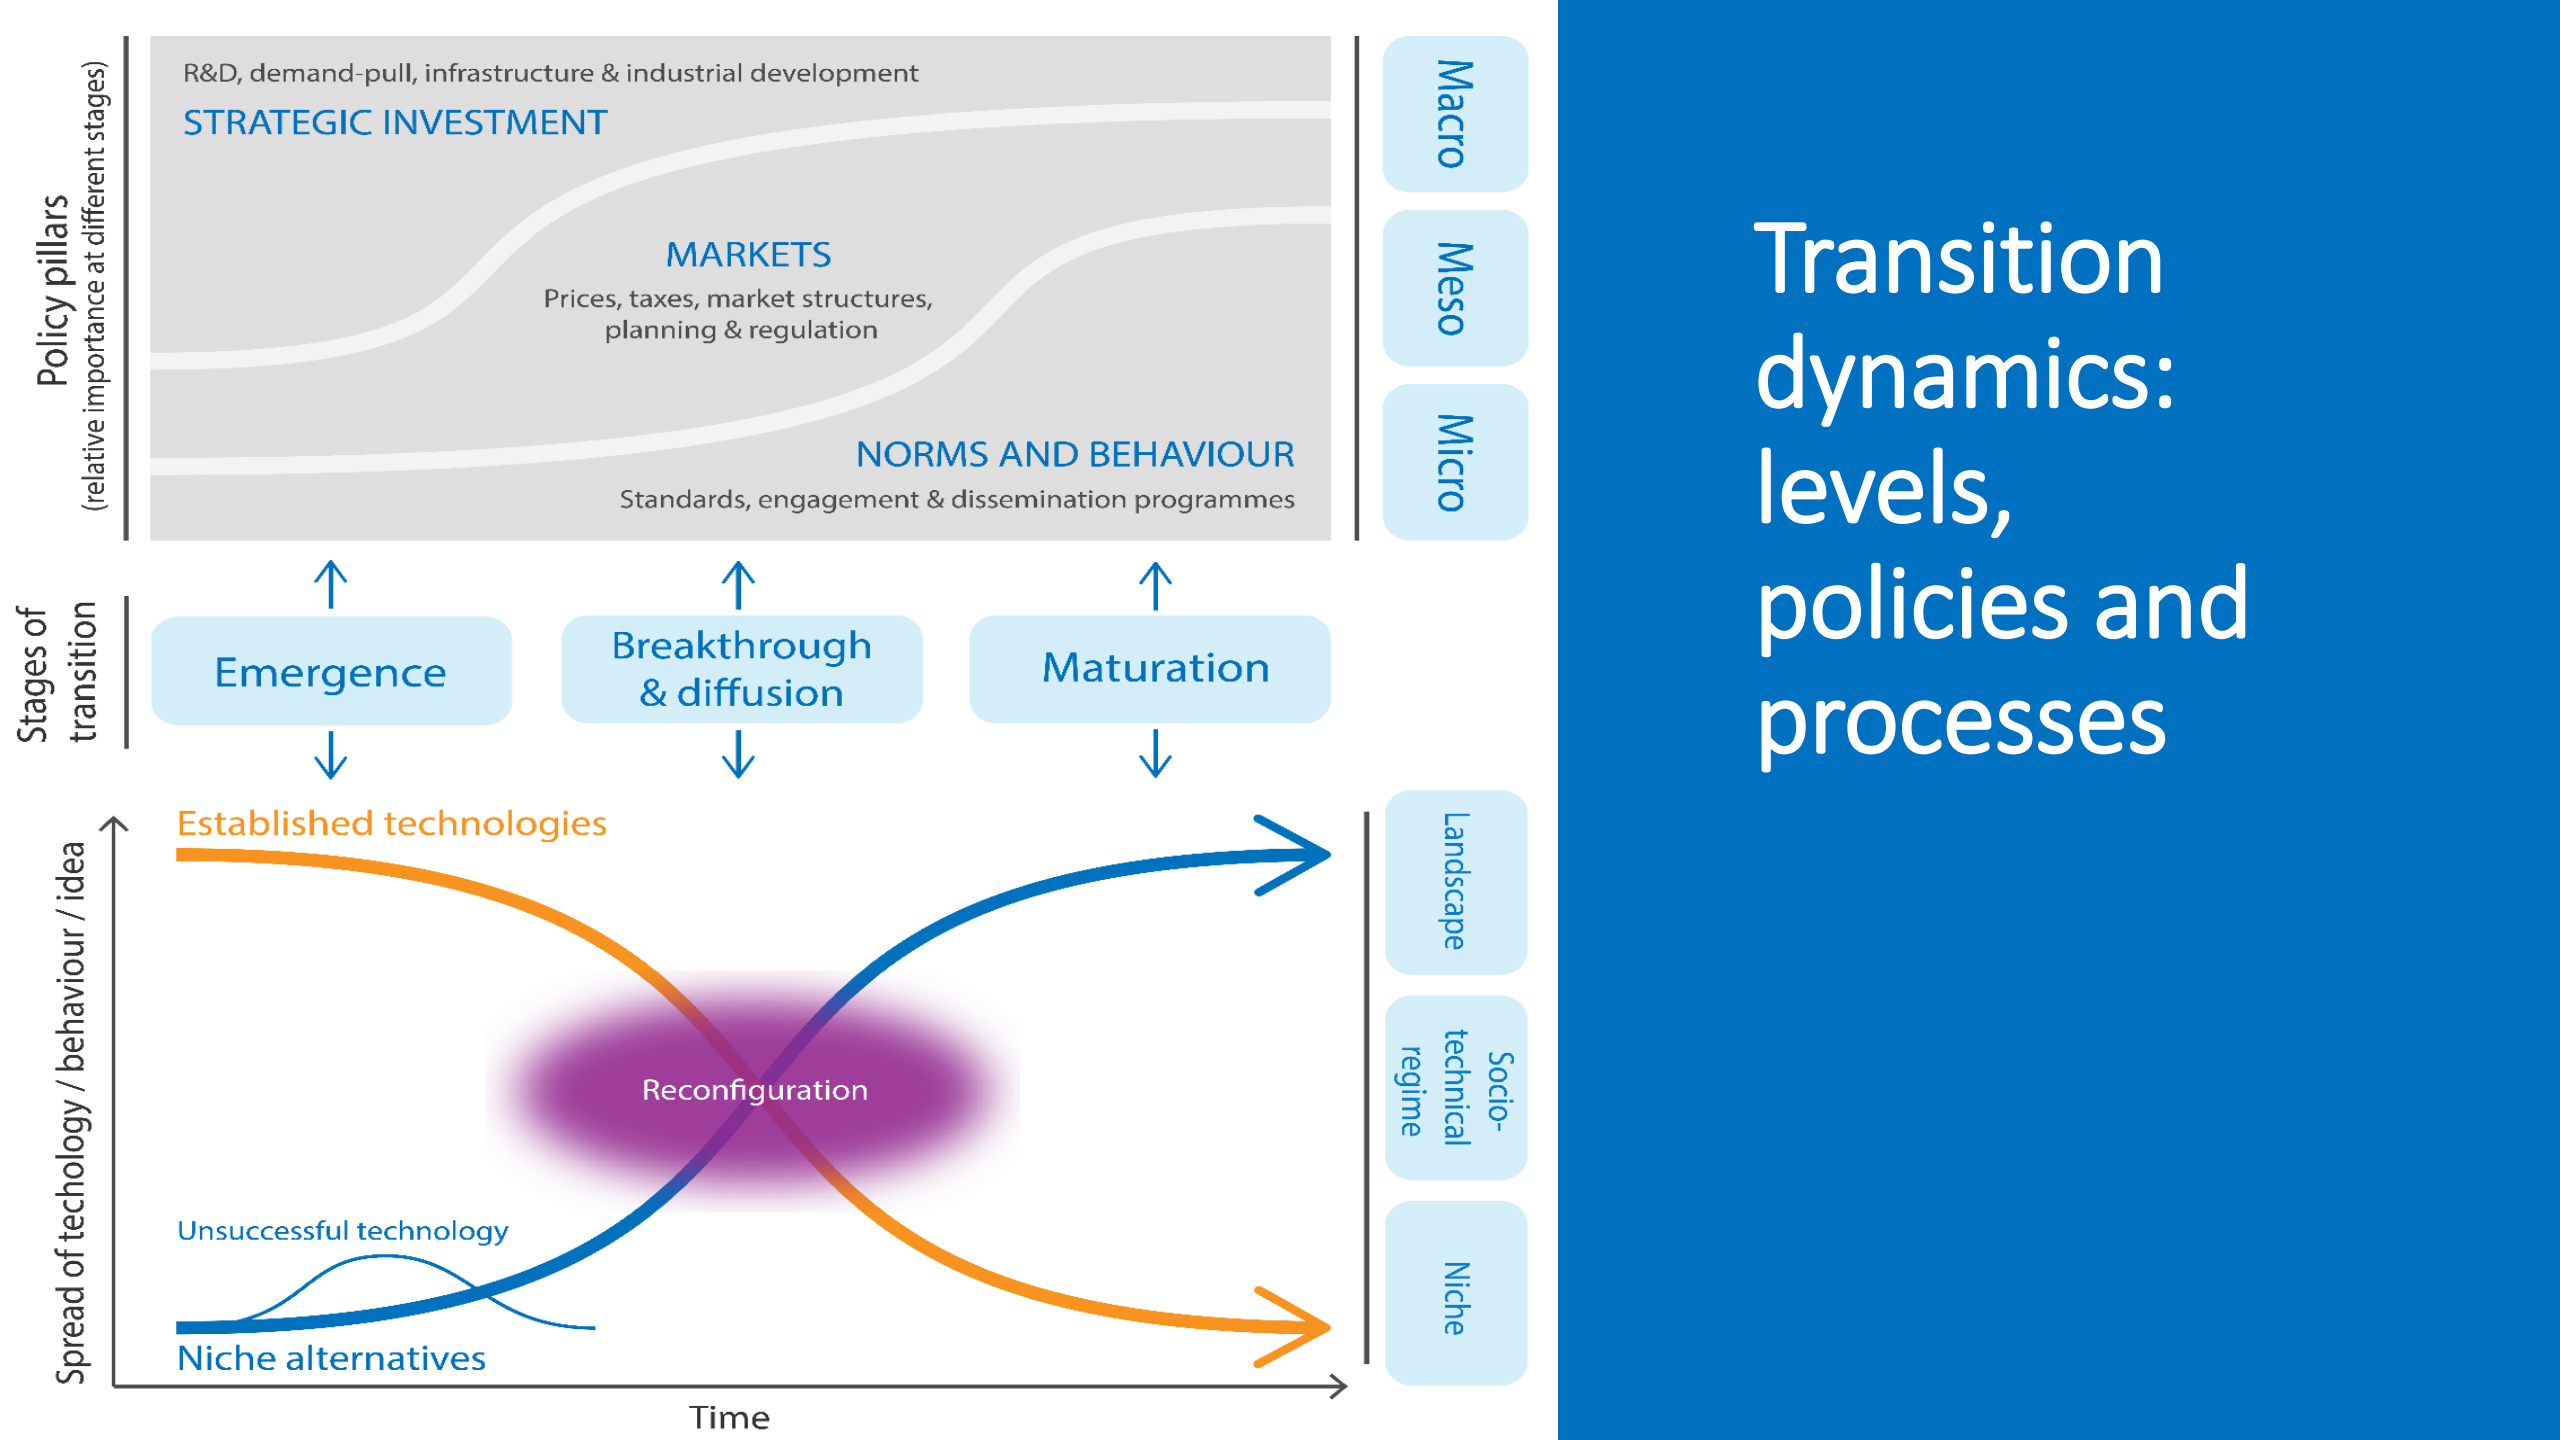 Policy pillars
(relative importance at different stages)
R&D, demand-pull, infrastructure & industrial development
STRATEGIC INVESTMENT
MARKETS
Prices, taxes, market structures,
planning & regulation
NORMS AND BEHAVIOUR
Standards, engagement & dissemination programmes
Macro
Meso
Micro
Stages of
transition
Emergence
Breakthrough
& diffusion
Maturation
Spread of techology / behaviour / idea
Established technologies
Reconfiguration
Unsuccessful technology
Niche alternatives
Time
Landscape
Socio-
technical
regime
Niche
Transition
dynamics:
levels,
policies and
processes